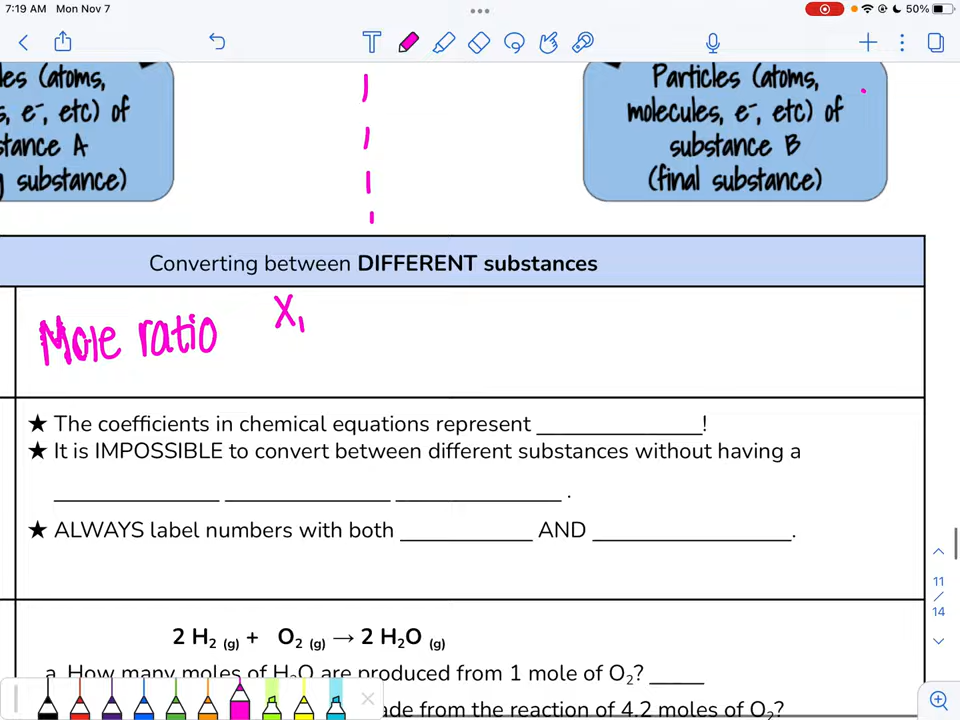 7:19 AM Mon Nov 7
50%
les (atoms,
s, e⁻, etc) of
stance A
g substance)
Particles (atoms,
molecules, e⁻, etc) of
substance B
(final substance)
Converting between DIFFERENT substances
Mole ratio X,
★ The coefficients in chemical equations represent _______________!
★ It is IMPOSSIBLE to convert between different substances without having a
_______________ _______________ _______________ .
★ ALWAYS label numbers with both ____________ AND __________________.
2 H₂ (g) + O₂ (g) → 2 H₂O (g)
a. How many moles of H₂O are produced from 1 mole of O₂? _____
ade from the reaction of 4.2 moles of O₂?
11
/
14